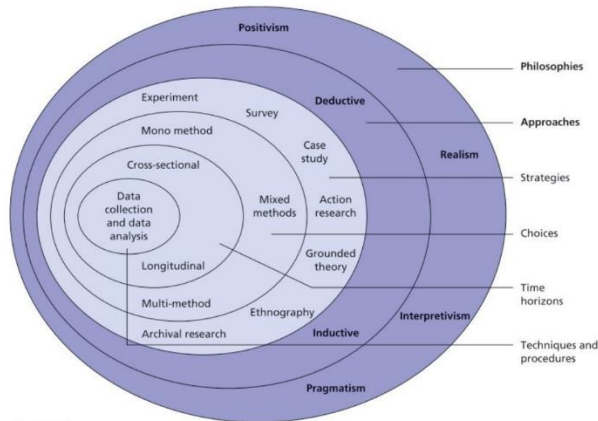 Positivism
Philosophies
Experiment
Survey
Deductive
Approaches
Mono method
Case
study
Realism
Cross-sectional
Strategies
Data
collection
and data
analysis
Mixed
methods
Action
research
Choices
Grounded
theory
Longitudinal
Time
horizons
Multi-method
Ethnography
Interpretivism
Archival research
Inductive
Techniques and
procedures
Pragmatism